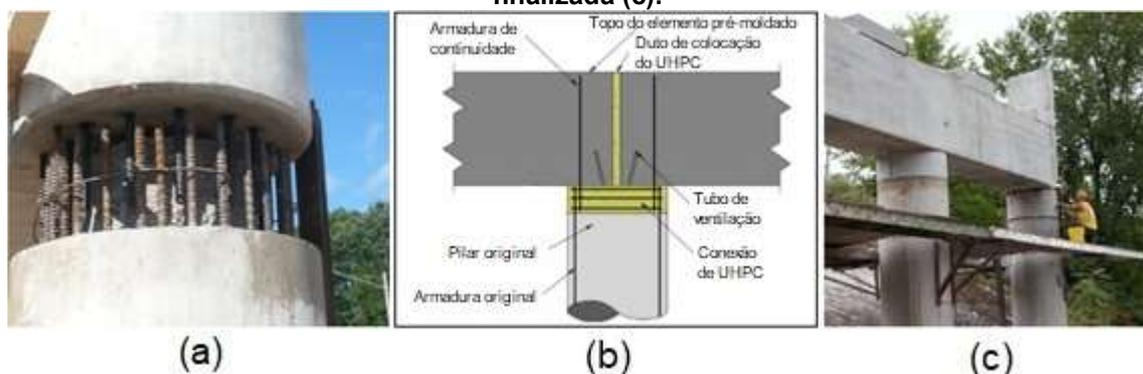 finalizada (c).
Armadura de
continuidade
Topo do elemento pré-moldado
Duto de colocação
do UHPC
Tubo de
ventilação
Pilar original
Conexão
de UHPC
Armadura original
(a)
(b)
(c)